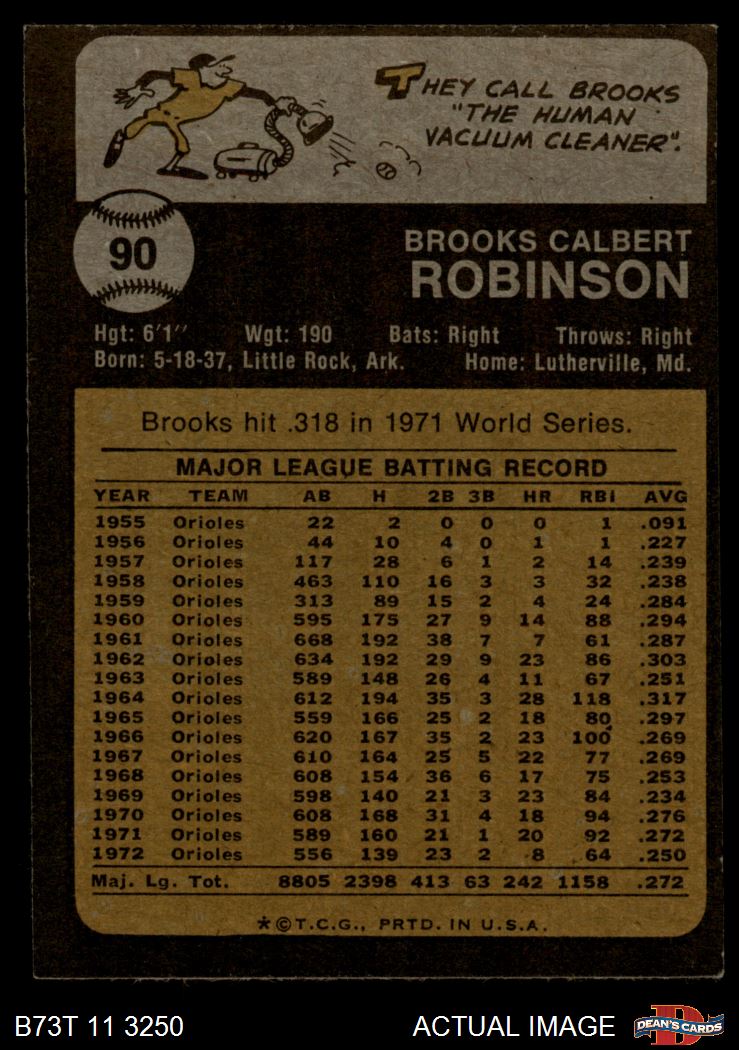 THEY CALL BROOKS
"THE HUMAN
VACUUM CLEANER".
90
BROOKS CALBERT
ROBINSON
Hgt: 6'1" Wgt: 190 Bats: Right Throws: Right
Born: 5-18-37, Little Rock, Ark. Home: Lutherville, Md.
Brooks hit .318 in 1971 World Series.
MAJOR LEAGUE BATTING RECORD
YEAR TEAM AB H 2B 3B HR RBI AVG
1955 Orioles 22 2 0 0 0 1 .091
1956 Orioles 44 10 4 0 1 1 .227
1957 Orioles 117 28 6 1 2 14 .239
1958 Orioles 463 110 16 3 3 32 .238
1959 Orioles 313 89 15 2 4 24 .284
1960 Orioles 595 175 27 9 14 88 .294
1961 Orioles 668 192 38 7 7 61 .287
1962 Orioles 634 192 29 9 23 86 .303
1963 Orioles 589 148 26 4 11 67 .251
1964 Orioles 612 194 35 3 28 118 .317
1965 Orioles 559 166 25 2 18 80 .297
1966 Orioles 620 167 35 2 23 100 .269
1967 Orioles 610 164 25 5 22 77 .269
1968 Orioles 608 154 36 6 17 75 .253
1969 Orioles 598 140 21 3 23 84 .234
1970 Orioles 608 168 31 4 18 94 .276
1971 Orioles 589 160 21 1 20 92 .272
1972 Orioles 556 139 23 2 8 64 .250
Maj. Lg. Tot. 8805 2398 413 63 242 1158 .272
*©T.C.G., PRTD. IN U.S.A.
B73T 11 3250 ACTUAL IMAGE
D
DEAN'S CARDS